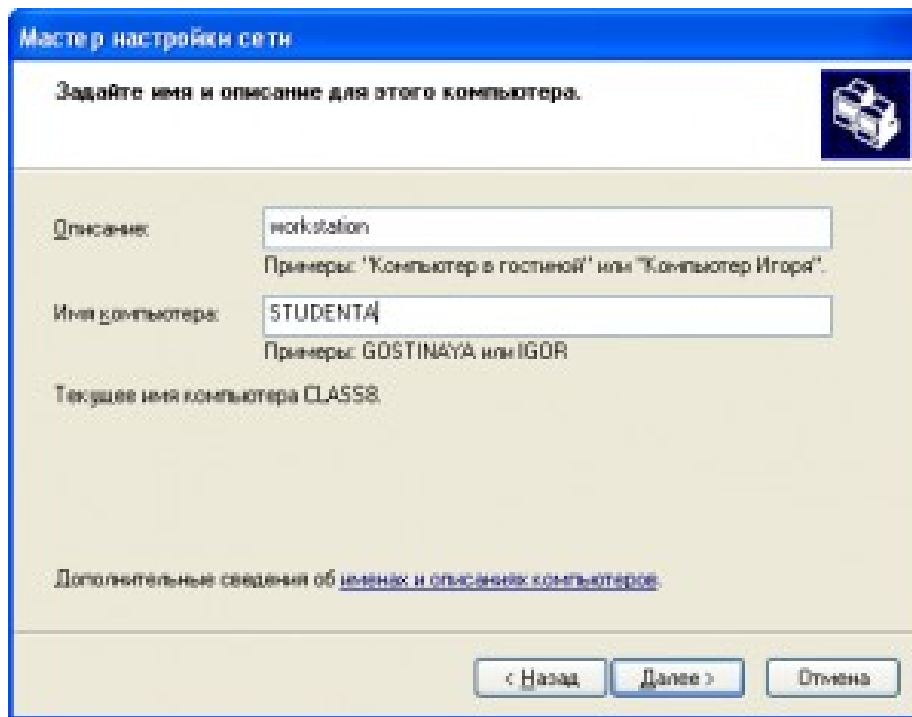 Мастер настройки сети
Задайте имя и описание для этого компьютера.
Описание: workstation
Примеры: "Компьютер в гостиной" или "Компьютер Игоря".
Имя компьютера: STUDENTA
Примеры: GOSTINAYA или IGOR
Текущее имя компьютера CLASS8.
Дополнительные сведения об именах и описаниях компьютеров.
< Назад Далее > Отмена